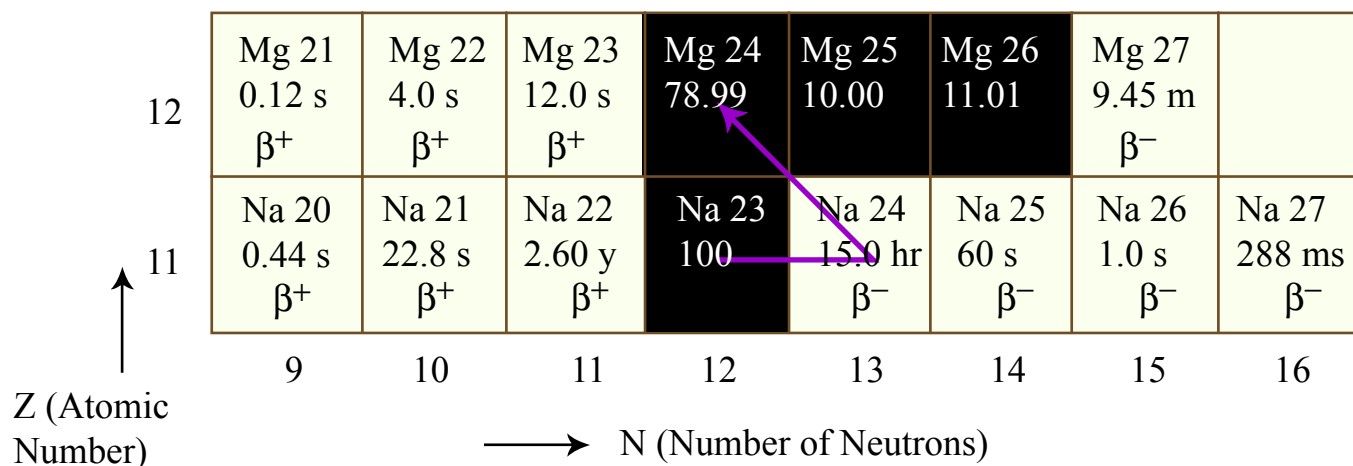 Mg 21 Mg 22 Mg 23 Mg 24 Mg 25 Mg 26 Mg 27
12 0.12 s 4.0 s 12.0 s 78.99 10.00 11.01 9.45 m
β⁺ β⁺ β⁺ β⁻
Na 20 Na 21 Na 22 Na 23 Na 24 Na 25 Na 26 Na 27
11 0.44 s 22.8 s 2.60 y 100 15.0 hr 60 s 1.0 s 288 ms
β⁺ β⁺ β⁺ β⁻ β⁻ β⁻ β⁻
9 10 11 12 13 14 15 16
Z (Atomic
Number)
N (Number of Neutrons)